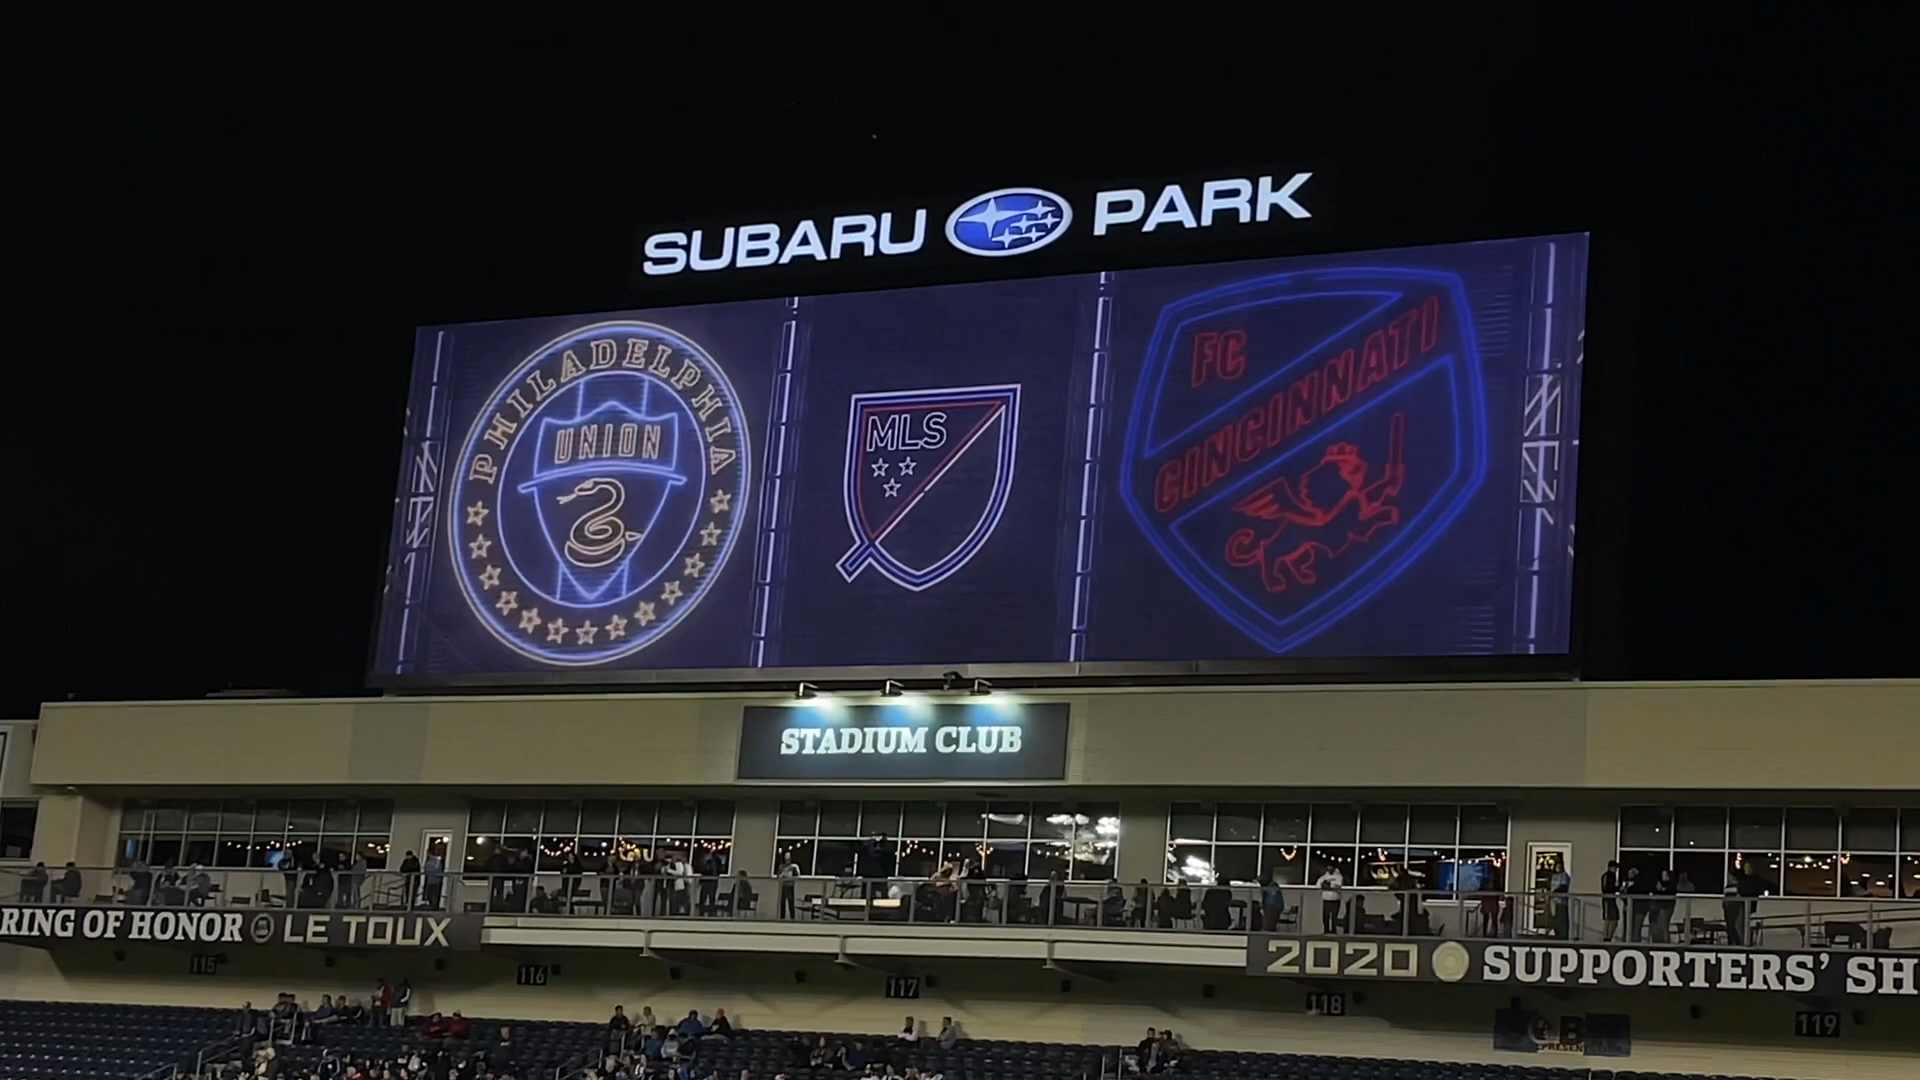 SUBARU PARK
PHILADELPHIA
UNION
MLS
FC
CINCINNATI
STADIUM CLUB
RING OF HONOR LE TOUX
2020 SUPPORTERS' SH
115
116
117
118
119